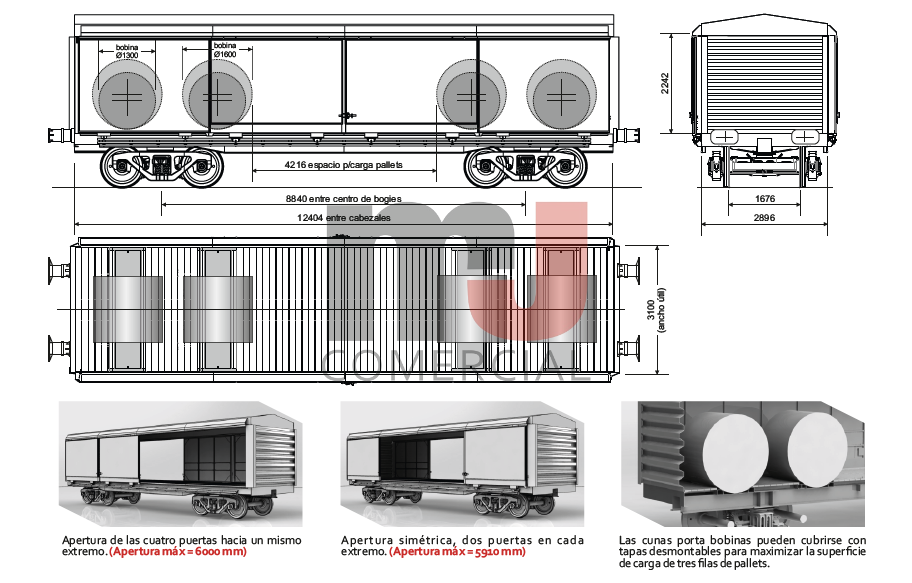 bobina
Ø1300
bobina
Ø1600
2242
4216 espacio p/carga pallets
8840 entre centro de bogies
12404 entre cabezales
1676
2896
3100
(ancho útil)
mJ
COMERCIAL
Apertura de las cuatro puertas hacia un mismo
extremo. (Apertura máx = 6000 mm)
Apertura simétrica, dos puertas en cada
extremo. (Apertura máx = 5910 mm)
Las cunas porta bobinas pueden cubrirse con
tapas desmontables para maximizar la superficie
de carga de tres filas de pallets.